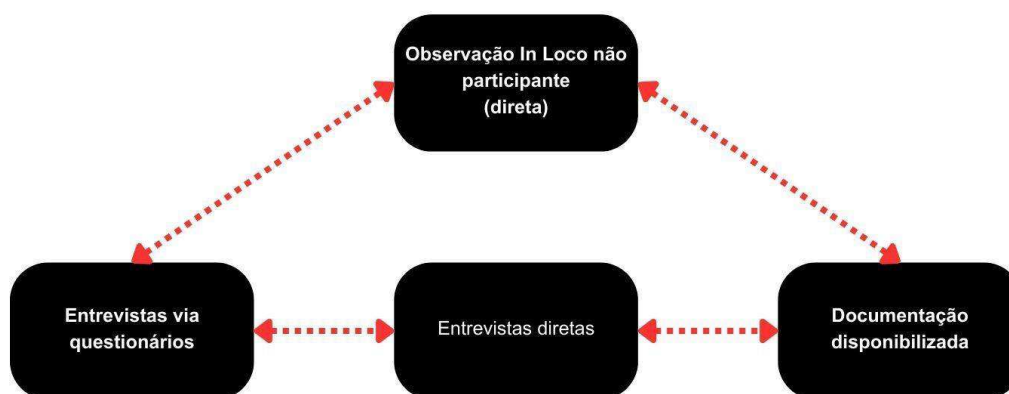 Observação In Loco não
participante
(direta)
Entrevistas via
questionários
Entrevistas diretas
Documentação
disponibilizada